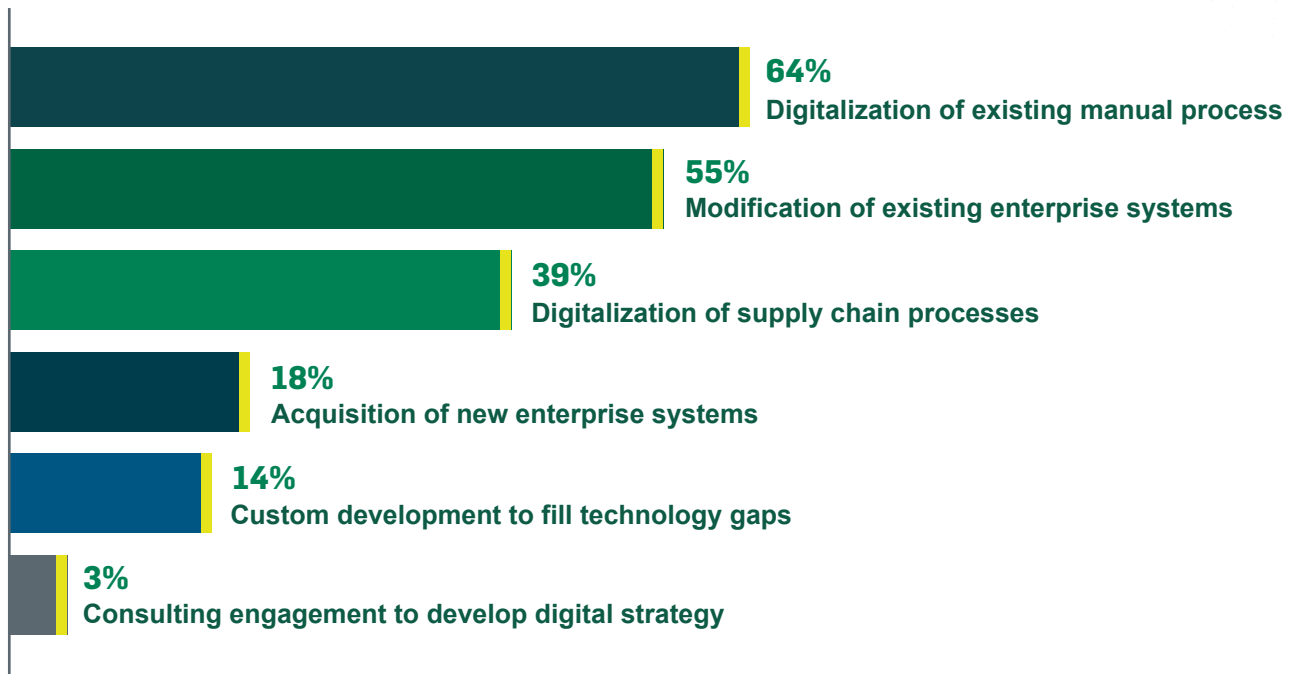 64%
Digitalization of existing manual process
55%
Modification of existing enterprise systems
39%
Digitalization of supply chain processes
18%
Acquisition of new enterprise systems
14%
Custom development to fill technology gaps
3%
Consulting engagement to develop digital strategy